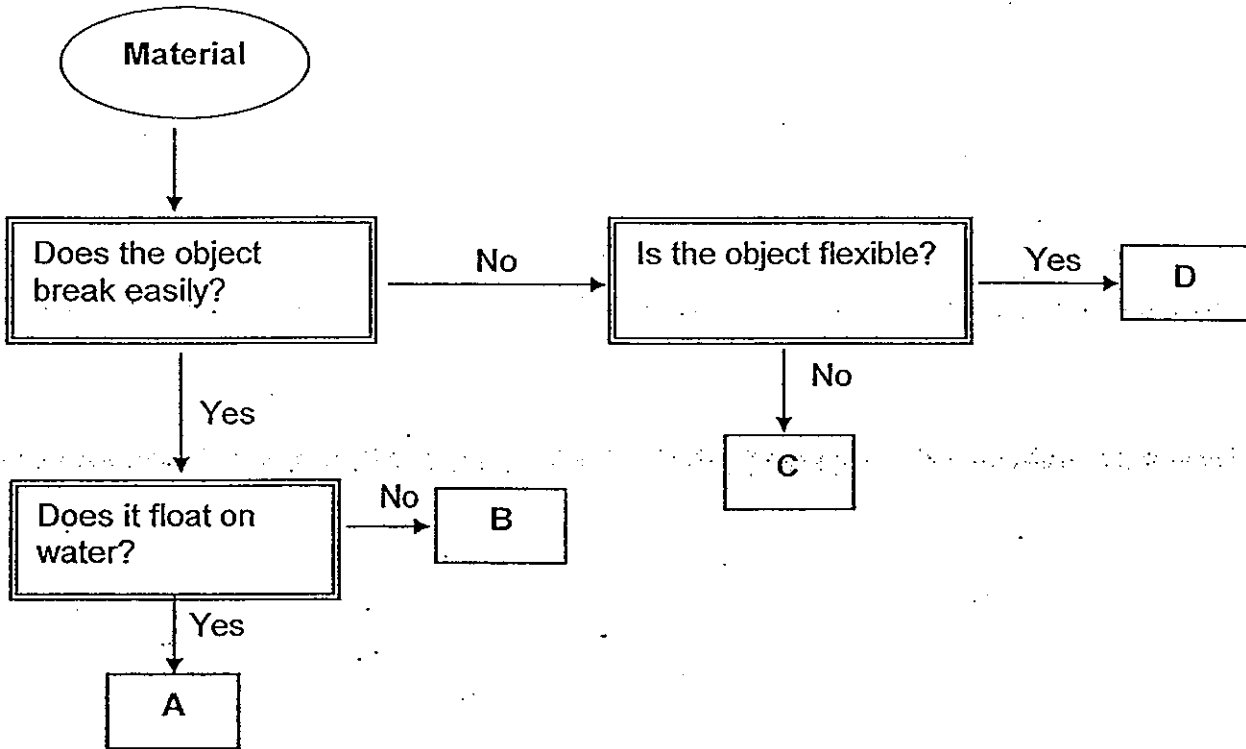 Material
Does the object
break easily?
No
Is the object flexible?
Yes
D
No
C
Yes
Does it float on
water?
No
B
Yes
A